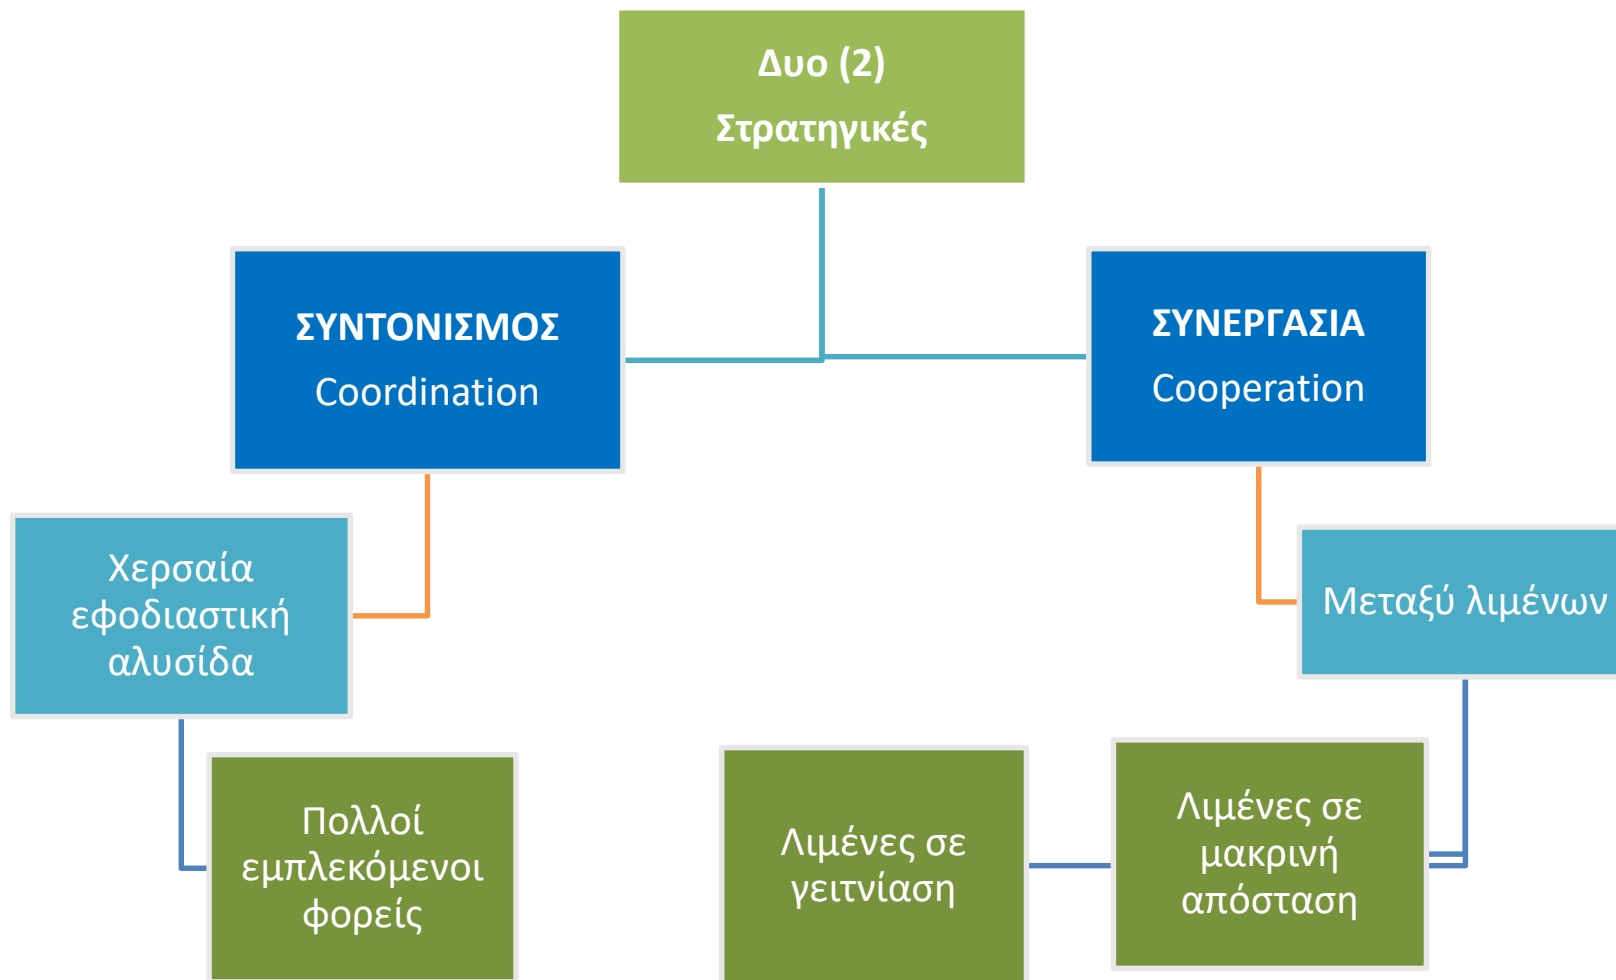 Δυο (2)
Στρατηγικές
ΣΥΝΤΟΝΙΣΜΟΣ
Coordination
ΣΥΝΕΡΓΑΣΙΑ
Cooperation
Χερσαία
εφοδιαστική
αλυσίδα
Μεταξύ λιμένων
Πολλοί
εμπλεκόμενοι
φορείς
Λιμένες σε
γειτνίαση
Λιμένες σε
μακρινή
απόσταση